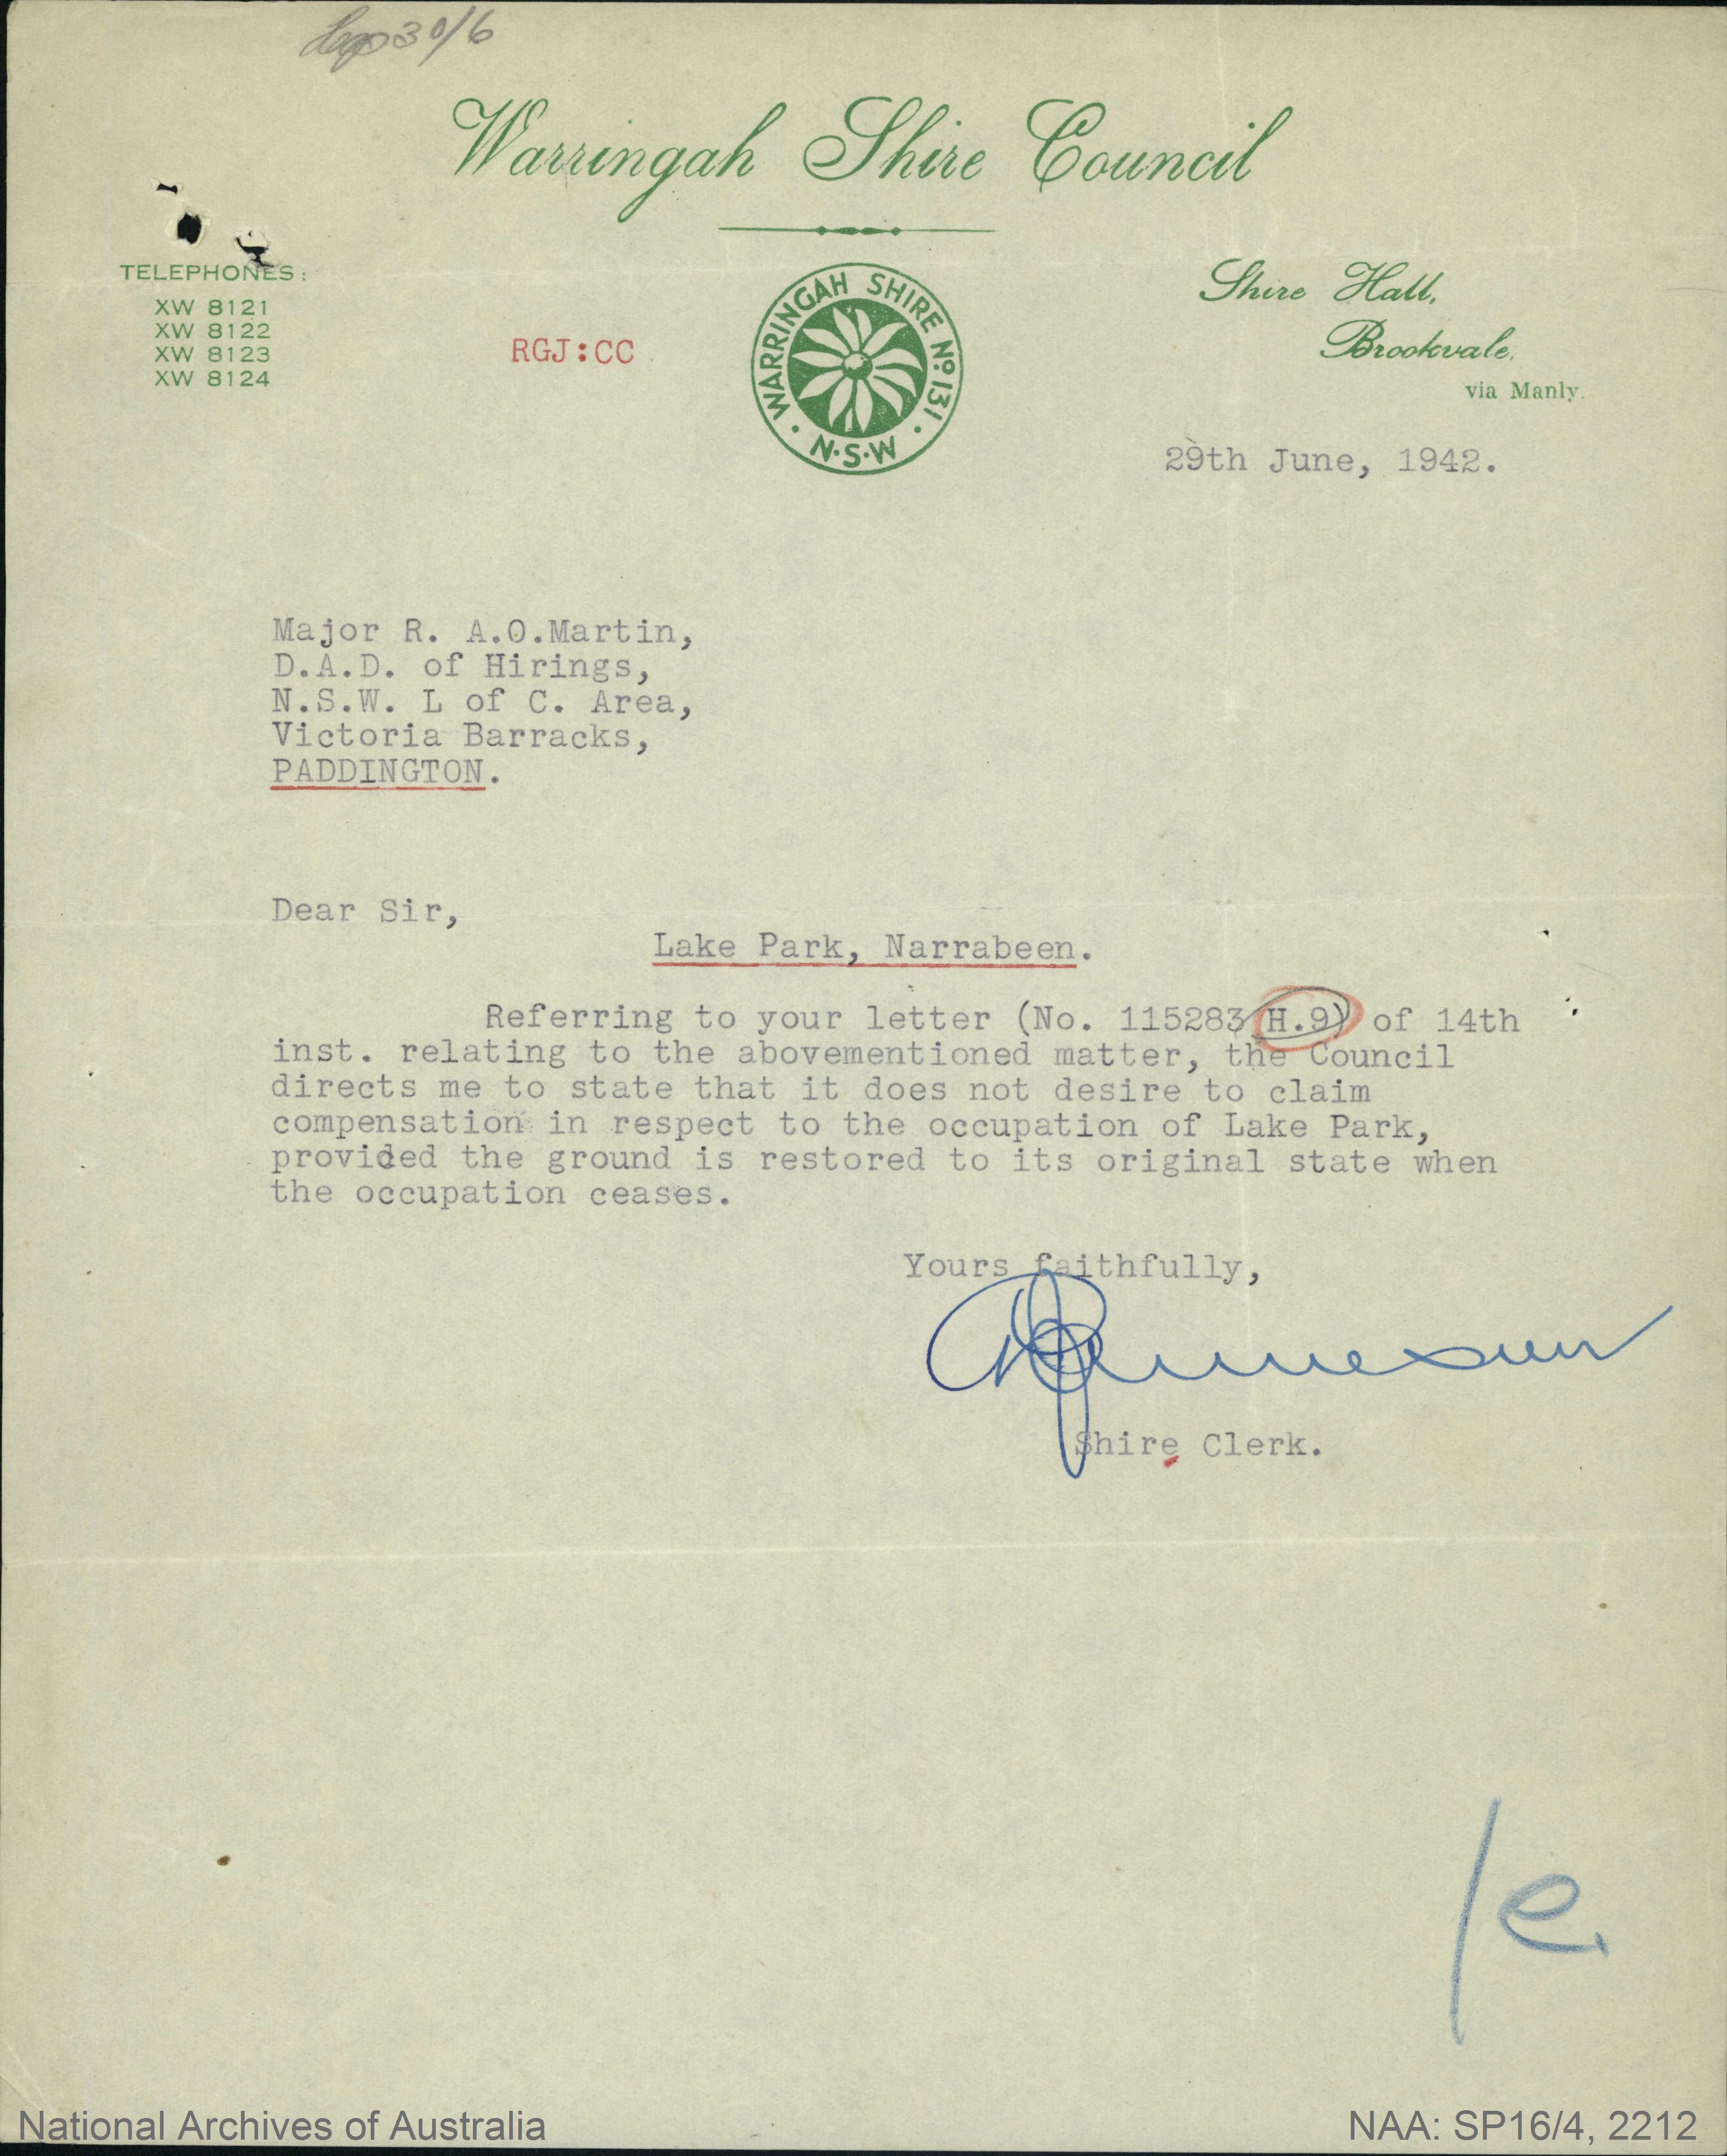 30/6
Warringah Shire Council
TELEPHONES:
XW 8121
XW 8122
XW 8123
XW 8124
RGJ:CC
WARRINGAH SHIRE Nº 131
· N·S·W ·
Shire Hall,
Brookvale,
via Manly.
29th June, 1942.
Major R. A.O.Martin,
D.A.D. of Hirings,
N.S.W. L of C. Area,
Victoria Barracks,
PADDINGTON.
Dear Sir,
Lake Park, Narrabeen.
Referring to your letter (No. 115283/H.9) of 14th
inst. relating to the abovementioned matter, the Council
directs me to state that it does not desire to claim
compensation in respect to the occupation of Lake Park,
provided the ground is restored to its original state when
the occupation ceases.
Yours faithfully,
Shire Clerk.
/e.
National Archives of Australia
NAA: SP16/4, 2212